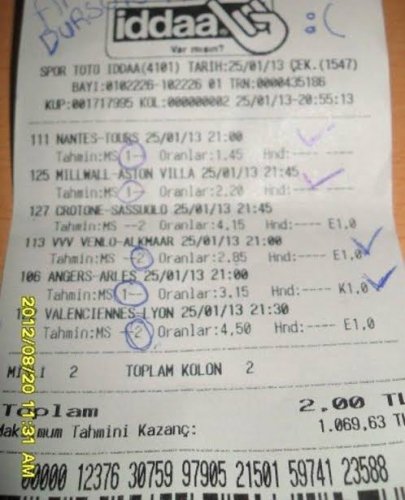 DURSUN
iddaa
Var mısın?
:(
SPOR TOTO IDDAA(4101) TARIH:25/01/13 ÇEK.(1547)
BAYI:0102226-102226 01 TRN:0000435186
KUP:001717995 KOL:000000002 25/01/13-20:55:13
111 NANTES-TOURS 25/01/13 21:00
Tahmin:MS 1-- Oranlar:1.45 Hnd:---- ----
125 MILLWALL-ASTON VILLA 25/01/13 21:45
Tahmin:MS 1-- Oranlar:2.20 Hnd:---- ----
127 CROTONE-SASSUOLO 25/01/13 21:45
Tahmin:MS --2 Oranlar:4,15 Hnd:---- E1,0
113 VVV VENLO-ALKMAAR 25/01/13 21:00
Tahmin:MS --2 Oranlar:2.85 Hnd:---- E1,0
106 ANGERS-ARLES 25/01/13 21:00
Tahmin:MS 1-- Oranlar:3,15 Hnd:---- K1,0
VALENCIENNES-LYON 25/01/13 21:30
Tahmin:MS --2 Oranlar:4,50 Hnd:---- E1,0
2 TOPLAM KOLON 2
Toplam 2.00 TL
Maksimum Tahmini Kazanç: 1.069,63 TL
00000 12376 30759 97905 21501 59741 23588
2012/08/20 11:31 AM